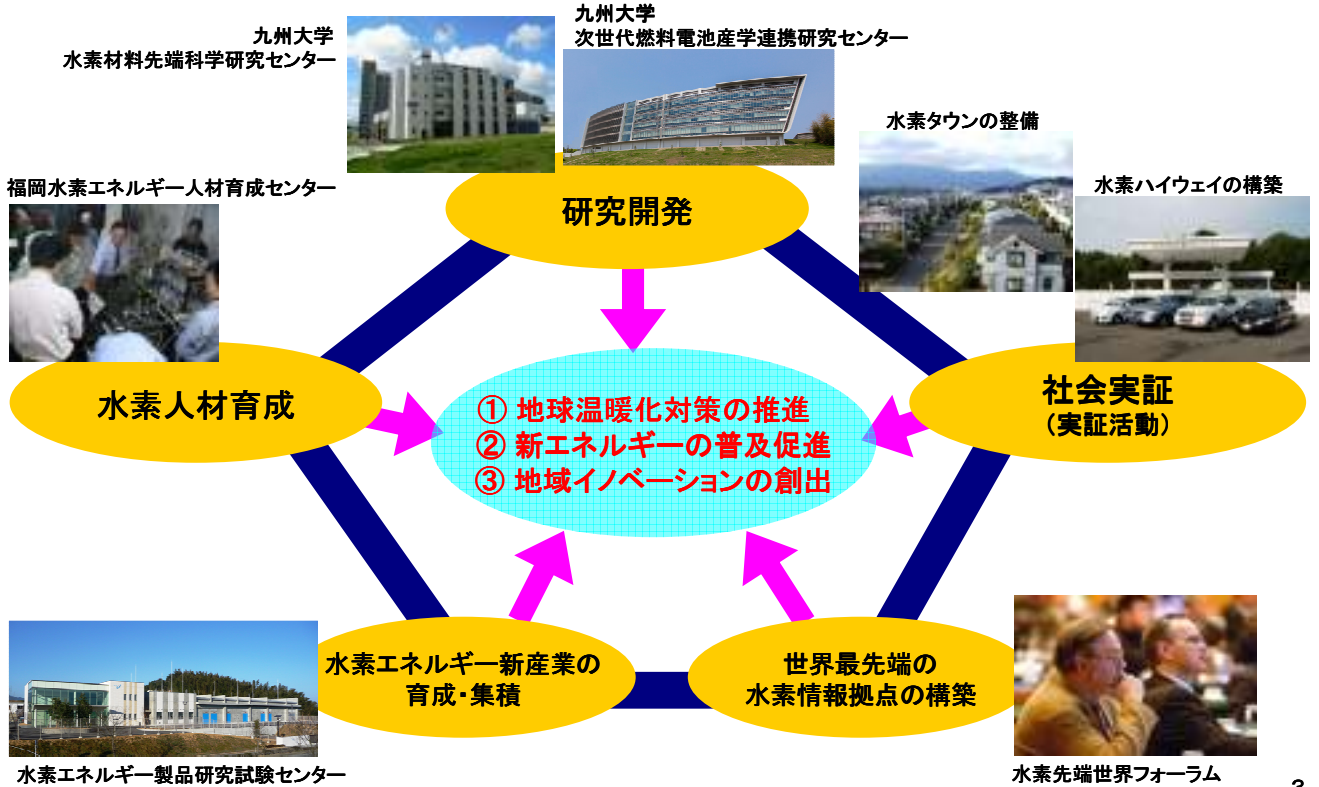 九州大学
水素材料先端科学研究センター
九州大学
次世代燃料電池産学連携研究センター
水素タウンの整備
水素ハイウェイの構築
福岡水素エネルギー人材育成センター
研究開発
水素人材育成
社会実証
（実証活動）
① 地球温暖化対策の推進
② 新エネルギーの普及促進
③ 地域イノベーションの創出
水素エネルギー新産業の
育成・集積
世界最先端の
水素情報拠点の構築
水素エネルギー製品研究試験センター
水素先端世界フォーラム
3